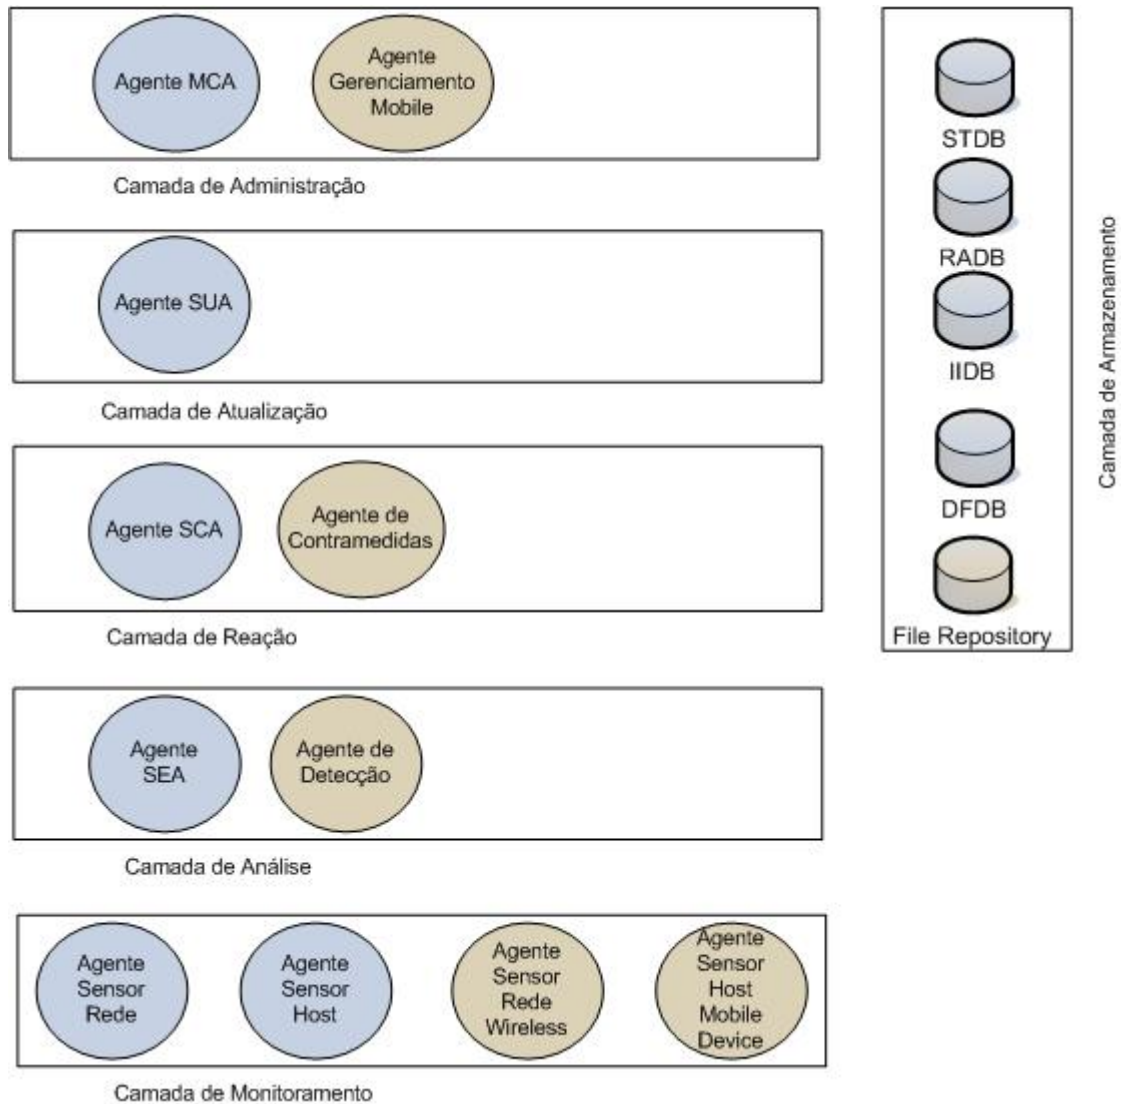 Agente MCA
Agente
Gerenciamento
Mobile
Camada de Administração
Agente SUA
Camada de Atualização
Agente SCA
Agente de
Contramedidas
Camada de Reação
Agente
SEA
Agente de
Detecção
Camada de Análise
Agente
Sensor
Rede
Agente
Sensor
Host
Agente
Sensor
Rede
Wireless
Agente
Sensor
Host
Mobile
Device
Camada de Monitoramento
STDB
RADB
IIDB
DFDB
File Repository
Camada de Armazenamento